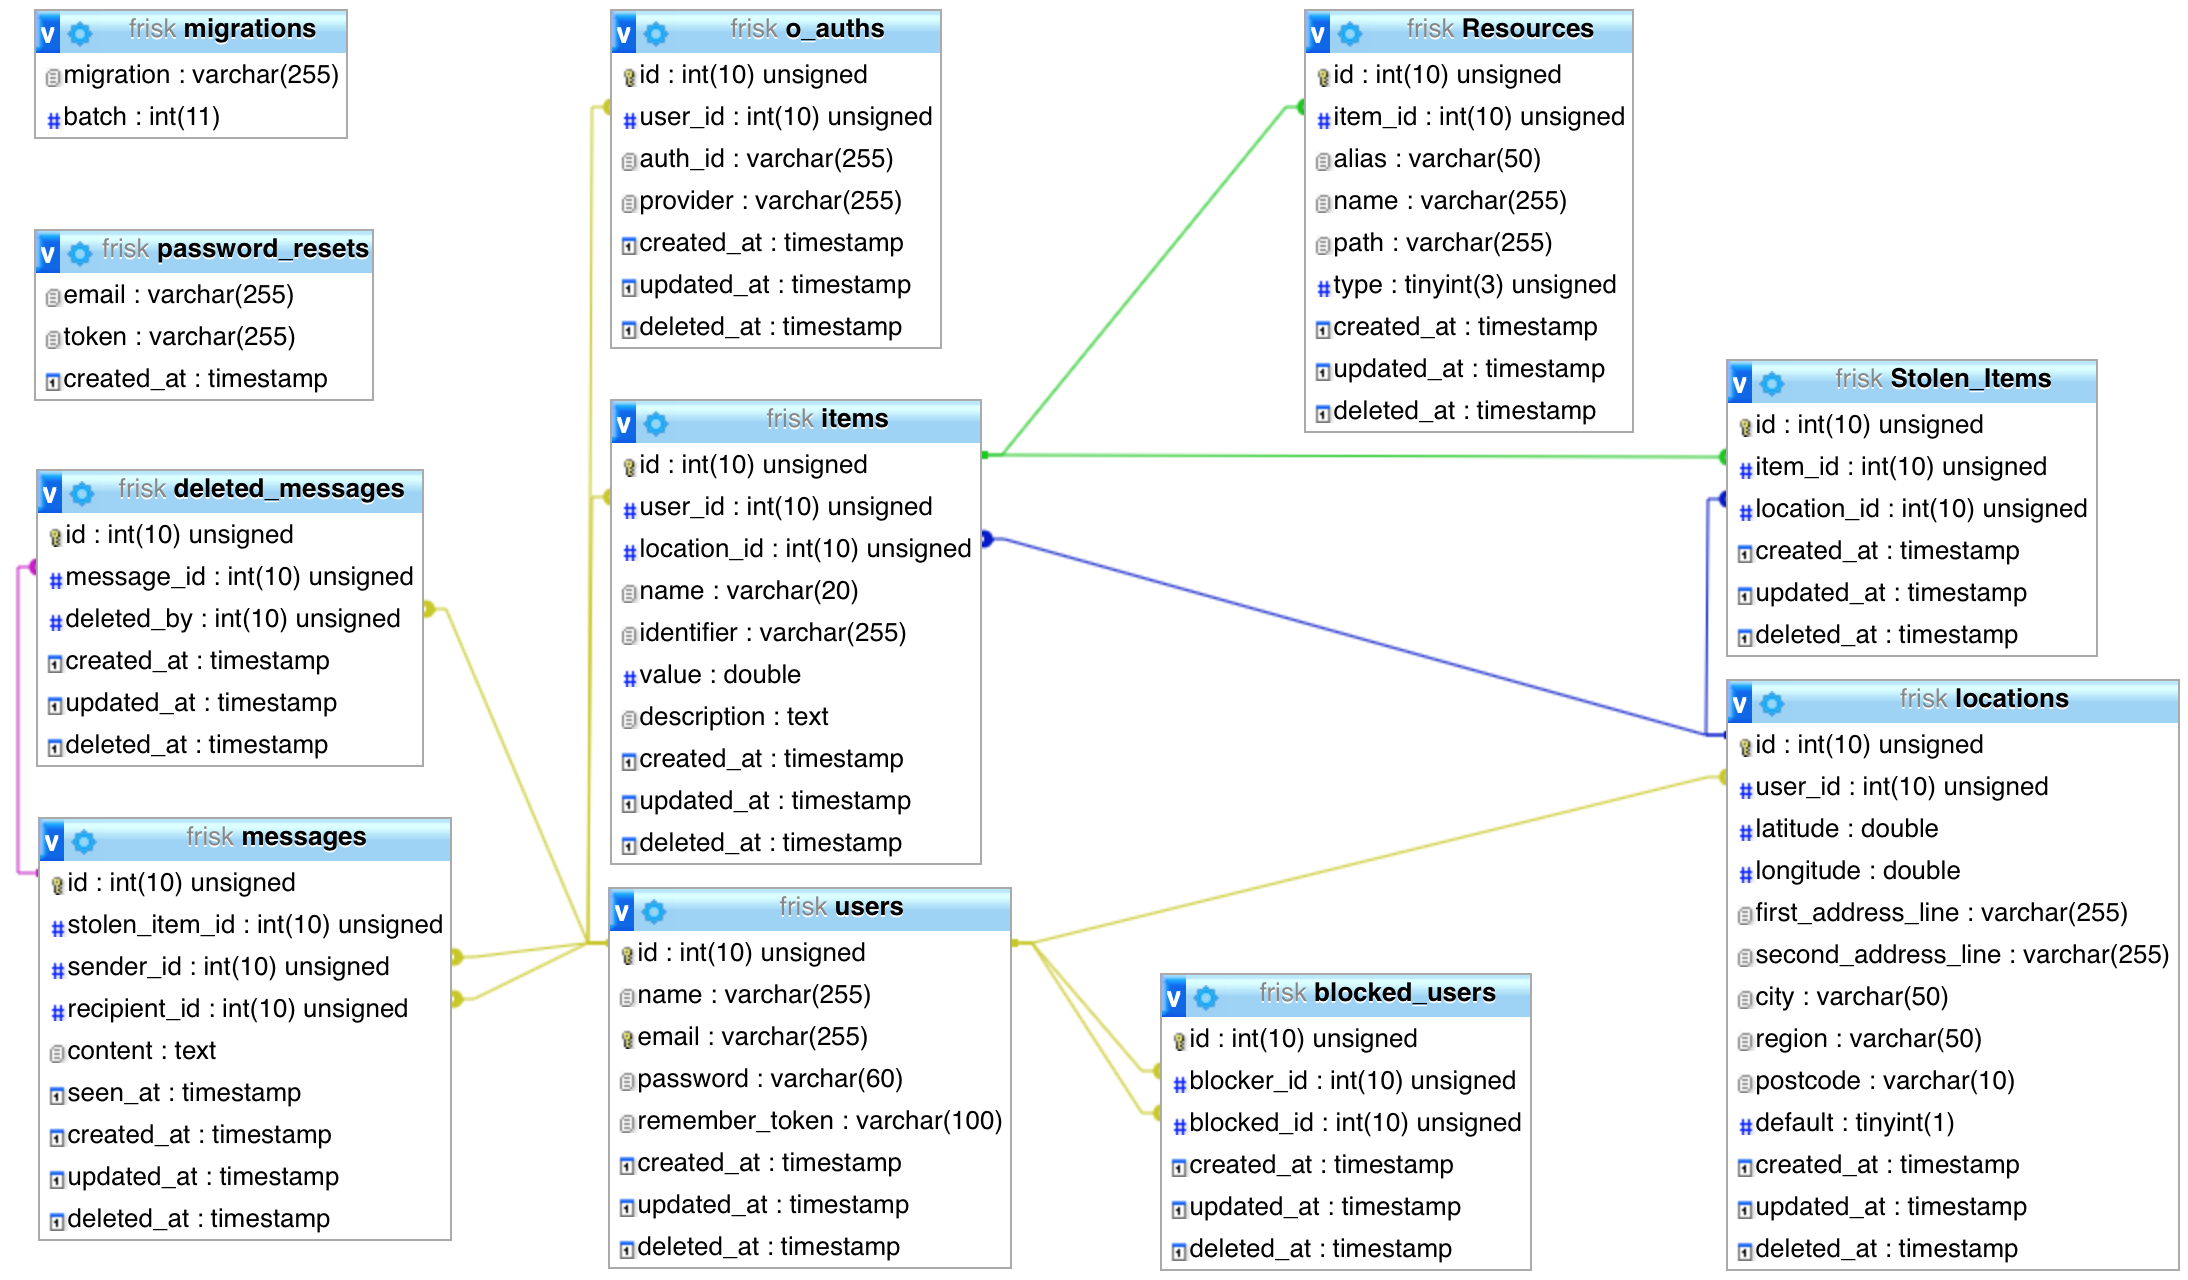 frisk migrations
migration : varchar(255)
batch : int(11)
frisk password_resets
email : varchar(255)
token : varchar(255)
created_at : timestamp
frisk deleted_messages
id : int(10) unsigned
message_id : int(10) unsigned
deleted_by : int(10) unsigned
created_at : timestamp
updated_at : timestamp
deleted_at : timestamp
frisk messages
id : int(10) unsigned
stolen_item_id : int(10) unsigned
sender_id : int(10) unsigned
recipient_id : int(10) unsigned
content : text
seen_at : timestamp
created_at : timestamp
updated_at : timestamp
deleted_at : timestamp
frisk o_auths
id : int(10) unsigned
user_id : int(10) unsigned
auth_id : varchar(255)
provider : varchar(255)
created_at : timestamp
updated_at : timestamp
deleted_at : timestamp
frisk items
id : int(10) unsigned
user_id : int(10) unsigned
location_id : int(10) unsigned
name : varchar(20)
identifier : varchar(255)
value : double
description : text
created_at : timestamp
updated_at : timestamp
deleted_at : timestamp
frisk users
id : int(10) unsigned
name : varchar(255)
email : varchar(255)
password : varchar(60)
remember_token : varchar(100)
created_at : timestamp
updated_at : timestamp
deleted_at : timestamp
frisk Resources
id : int(10) unsigned
item_id : int(10) unsigned
alias : varchar(50)
name : varchar(255)
path : varchar(255)
type : tinyint(3) unsigned
created_at : timestamp
updated_at : timestamp
deleted_at : timestamp
frisk blocked_users
id : int(10) unsigned
blocker_id : int(10) unsigned
blocked_id : int(10) unsigned
created_at : timestamp
updated_at : timestamp
deleted_at : timestamp
frisk Stolen_Items
id : int(10) unsigned
item_id : int(10) unsigned
location_id : int(10) unsigned
created_at : timestamp
updated_at : timestamp
deleted_at : timestamp
frisk locations
id : int(10) unsigned
user_id : int(10) unsigned
latitude : double
longitude : double
first_address_line : varchar(255)
second_address_line : varchar(255)
city : varchar(50)
region : varchar(50)
postcode : varchar(10)
default : tinyint(1)
created_at : timestamp
updated_at : timestamp
deleted_at : timestamp